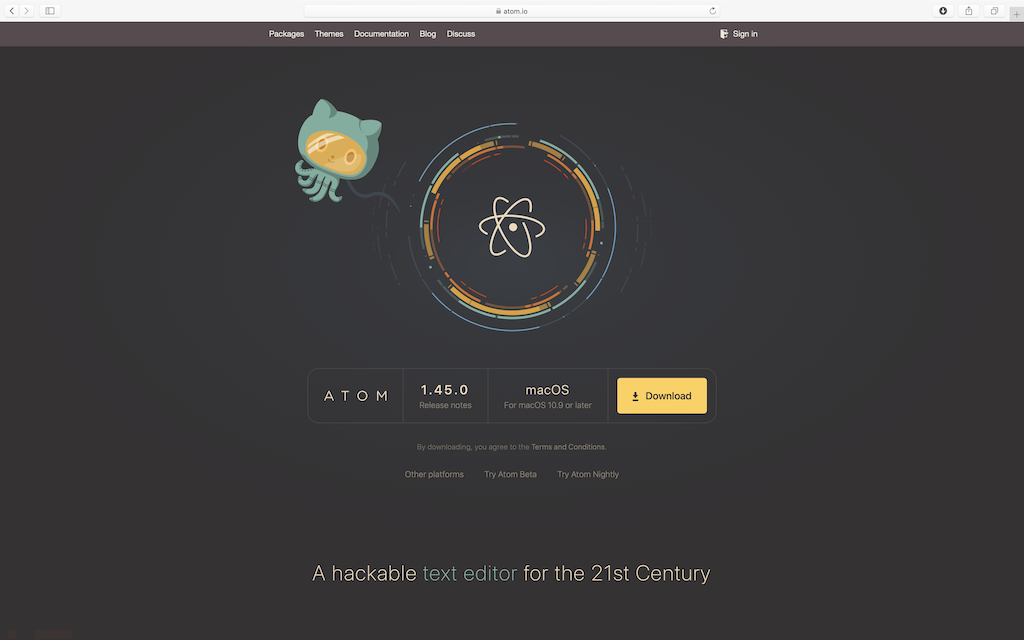 atom.io
Packages Themes Documentation Blog Discuss Sign in
ATOM
1.45.0
Release notes
macOS
For macOS 10.9 or later
Download
By downloading, you agree to the Terms and Conditions.
Other platforms Try Atom Beta Try Atom Nightly
A hackable text editor for the 21st Century